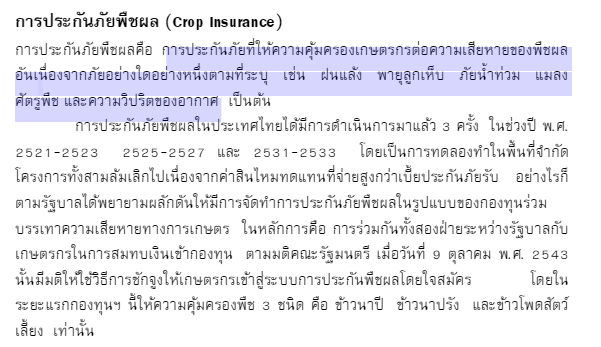 การประกันภัยพืชผล (Crop Insurance)
การประกันภัยพืชผลคือ การประกันภัยที่ให้ความคุ้มครองเกษตรกรต่อความเสียหายของพืชผล
อันเนื่องจากภัยอย่างใดอย่างหนึ่งตามที่ระบุ เช่น ฝนแล้ง พายุลูกเห็บ ภัยน้ำท่วม แมลง
ศัตรูพืช และความวิปริตของอากาศ เป็นต้น
การประกันภัยพืชผลในประเทศไทยได้มีการดำเนินการมาแล้ว 3 ครั้ง ในช่วงปี พ.ศ.
2521-2523 2525-2527 และ 2531-2533 โดยเป็นการทดลองทำในพื้นที่จำกัด
โครงการทั้งสามล้มเลิกไปเนื่องจากค่าสินไหมทดแทนที่จ่ายสูงกว่าเบี้ยประกันภัยรับ อย่างไรก็
ตามรัฐบาลได้พยายามผลักดันให้มีการจัดทำการประกันภัยพืชผลในรูปแบบของกองทุนร่วม
บรรเทาความเสียหายทางการเกษตร ในหลักการคือ การร่วมกันทั้งสองฝ่ายระหว่างรัฐบาลกับ
เกษตรกรในการสมทบเงินเข้ากองทุน ตามมติคณะรัฐมนตรี เมื่อวันที่ 9 ตุลาคม พ.ศ. 2543
นั้นมีมติให้ใช้วิธีการชักจูงให้เกษตรกรเข้าสู่ระบบการประกันพืชผลโดยใจสมัคร โดยใน
ระยะแรกกองทุนฯ นี้ให้ความคุ้มครองพืช 3 ชนิด คือ ข้าวนาปี ข้าวนาปรัง และข้าวโพดสัตว์
เลี้ยง เท่านั้น